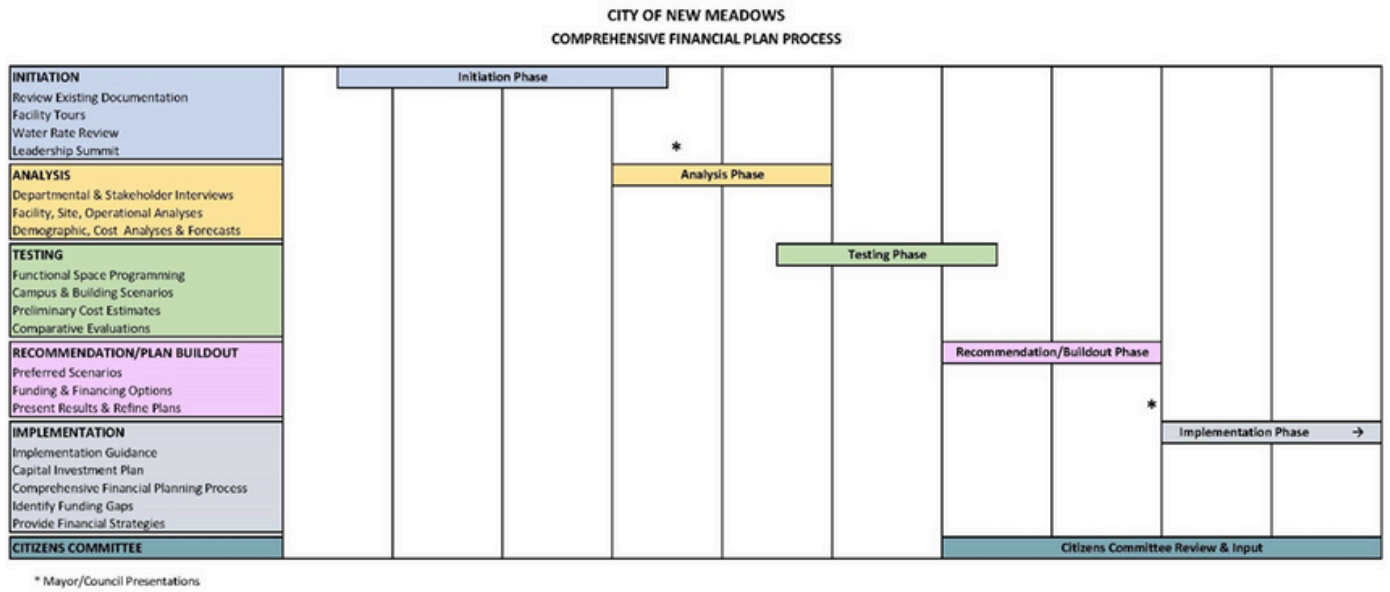 CITY OF NEW MEADOWS
COMPREHENSIVE FINANCIAL PLAN PROCESS
INITIATION
Initiation Phase
Review Existing Documentation
Facility Tours
Water Rate Review
Leadership Summit
*
ANALYSIS
Analysis Phase
Departmental & Stakeholder Interviews
Facility, Site, Operational Analyses
Demographic, Cost Analyses & Forecasts
TESTING
Testing Phase
Functional Space Programming
Campus & Building Scenarios
Preliminary Cost Estimates
Comparative Evaluations
RECOMMENDATION/PLAN BUILDOUT
Recommendation/Buildout Phase
Preferred Scenarios
Funding & Financing Options
Present Results & Refine Plans
*
IMPLEMENTATION
Implementation Phase →
Implementation Guidance
Capital Investment Plan
Comprehensive Financial Planning Process
Identify Funding Gaps
Provide Financial Strategies
CITIZENS COMMITTEE
Citizens Committee Review & Input
* Mayor/Council Presentations